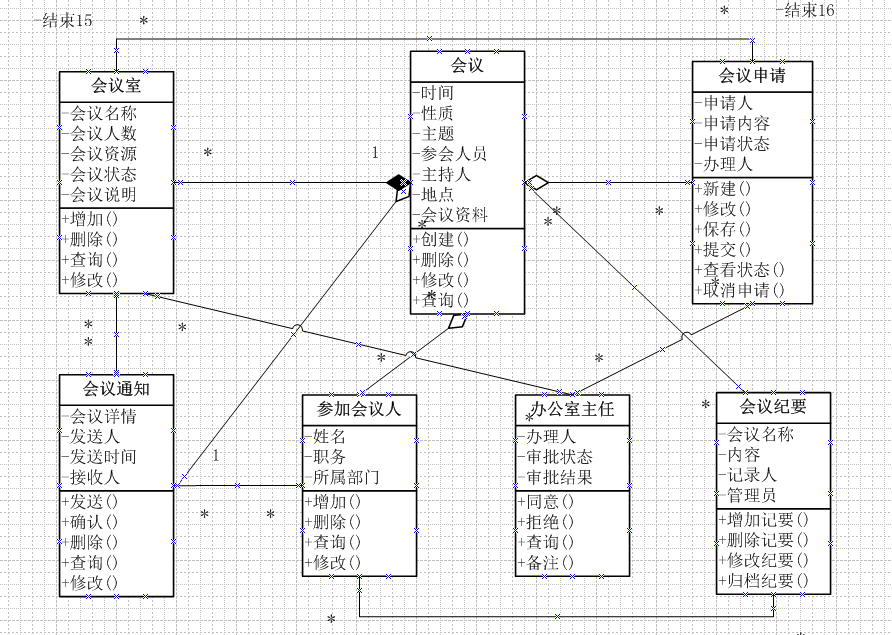 -结束15
*
*
-结束16
会议室
-会议名称
-会议人数
-会议资源
-会议状态
-会议说明
+增加()
+删除()
+查询()
+修改()
*
1
会议
-时间
-性质
-主题
-参会人员
-主持人
-地点
-会议资料
+创建()
+删除()
+修改()
+查询()
*
*
*
*
*
会议申请
-申请人
-申请内容
-申请状态
-办理人
+新建()
+修改()
+保存()
+提交()
+查看状态()
+取消申请()
*
*
*
*
*
*
会议通知
-会议详情
-发送人
-发送时间
-接收人
+发送()
+确认()
+删除()
+查询()
+修改()
1
*
*
参加会议人
-姓名
-职务
-所属部门
+增加()
+删除()
+查询()
+修改()
*
办公室主任
*
-办理人
-审批状态
-审批结果
+同意()
+拒绝()
+查询()
+备注()
*
会议纪要
-会议名称
-内容
-记录人
-管理员
+增加记要()
+删除记要()
+修改纪要()
+归档纪要()
*